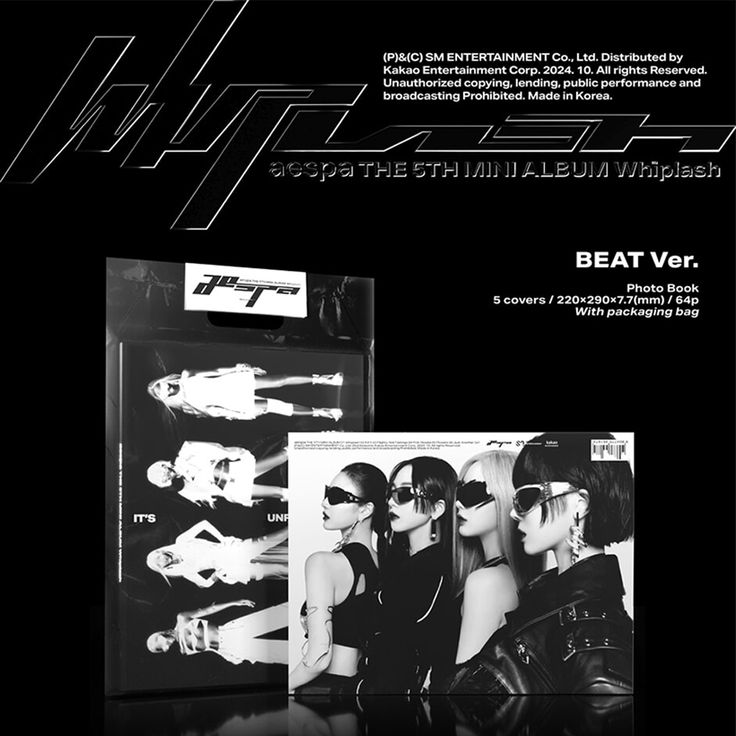 (P)&(C) SM ENTERTAINMENT Co., Ltd. Distributed by
Kakao Entertainment Corp. 2024. 10. All rights Reserved.
Unauthorized copying, lending, public performance and
broadcasting Prohibited. Made in Korea.
Whiplash
aespa THE 5TH MINI ALBUM Whiplash
BEAT Ver.
Photo Book
5 covers / 220×290×7.7(mm) / 64p
With packaging bag
aespa
IT'S
UNF